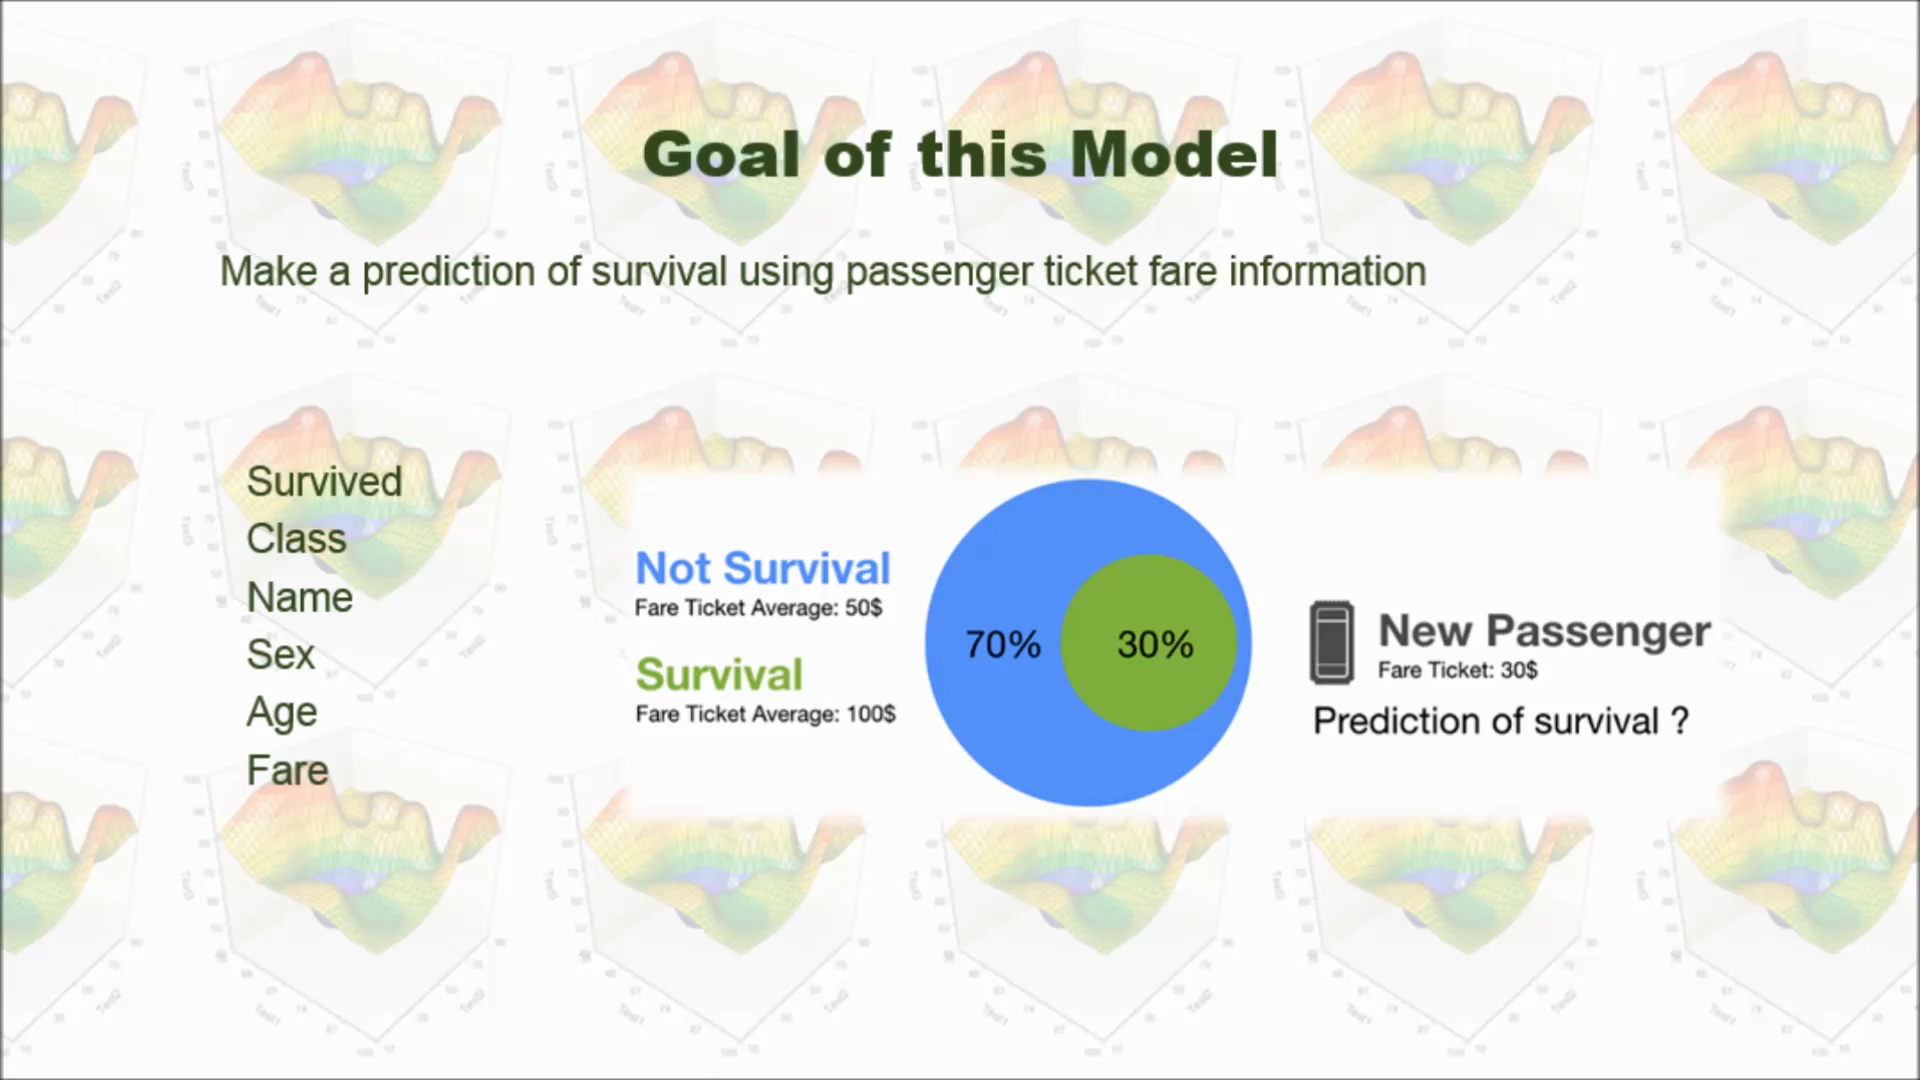 Goal of this Model
Make a prediction of survival using passenger ticket fare information
Survived
Class
Name
Sex
Age
Fare
Not Survival
Fare Ticket Average: 50$
Survival
Fare Ticket Average: 100$
70%
30%
New Passenger
Fare Ticket: 30$
Prediction of survival ?